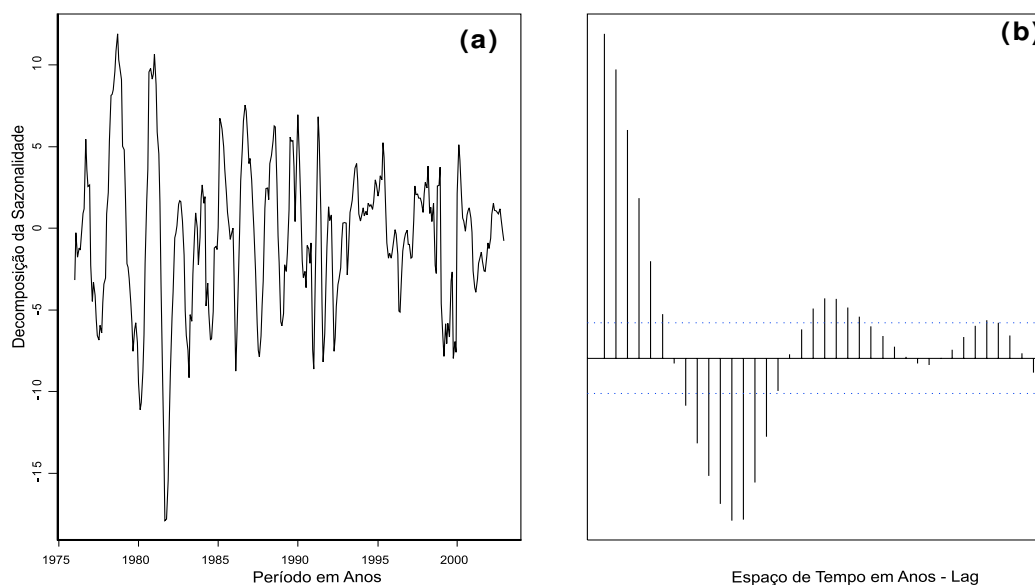 (a)
(b)
Decomposição da Sazonalidade
10
5
0
-5
-10
-15
1975 1980 1985 1990 1995 2000
Período em Anos
Espaço de Tempo em Anos - Lag